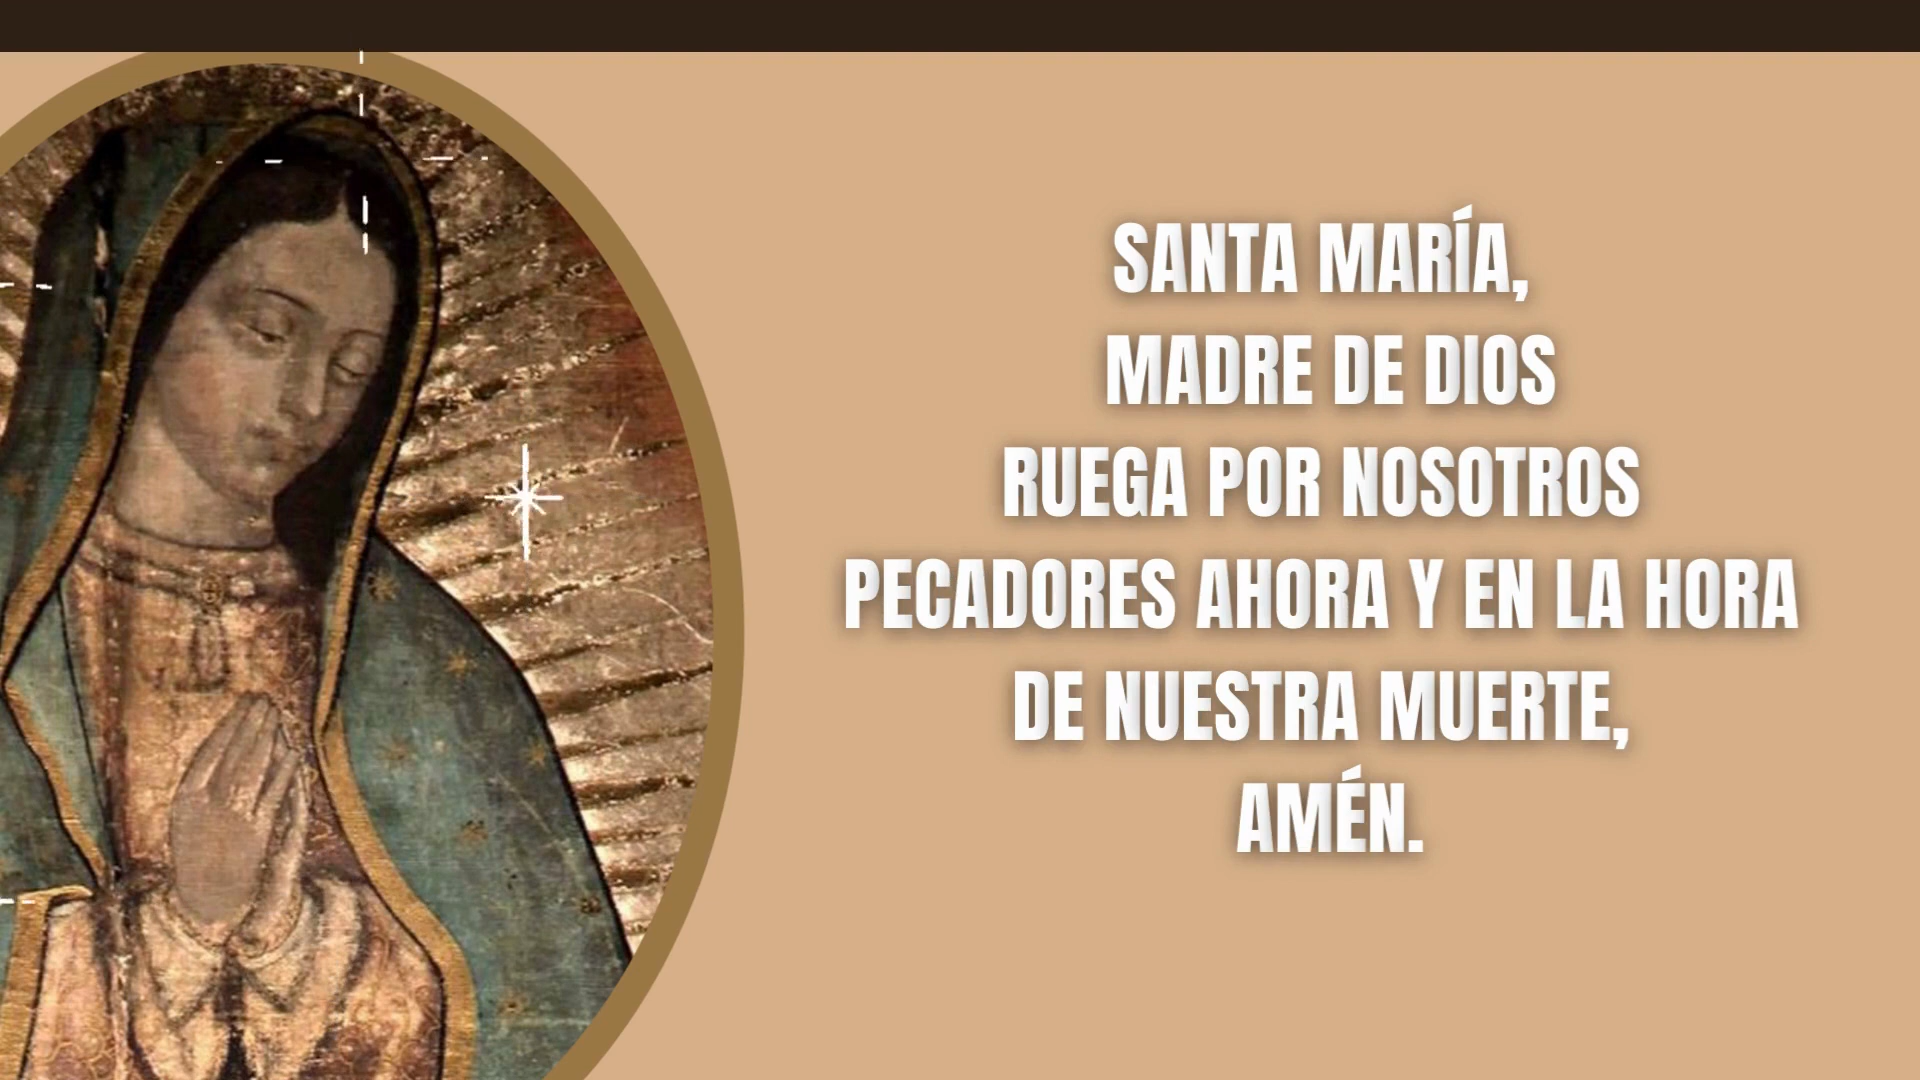 SANTA MARÍA,
MADRE DE DIOS
RUEGA POR NOSOTROS
PECADORES AHORA Y EN LA HORA
DE NUESTRA MUERTE,
AMÉN.